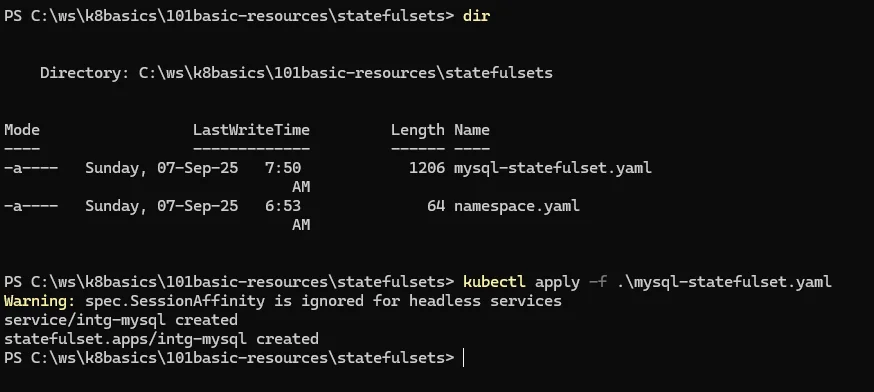 PS C:\ws\k8basics\101basic-resources\statefulsets> dir
Directory: C:\ws\k8basics\101basic-resources\statefulsets
Mode LastWriteTime Length Name
---- ------------- ------ ----
-a---- Sunday, 07-Sep-25 7:50 1206 mysql-statefulset.yaml
AM
-a---- Sunday, 07-Sep-25 6:53 64 namespace.yaml
AM
PS C:\ws\k8basics\101basic-resources\statefulsets> kubectl apply -f .\mysql-statefulset.yaml
Warning: spec.SessionAffinity is ignored for headless services
service/intg-mysql created
statefulset.apps/intg-mysql created
PS C:\ws\k8basics\101basic-resources\statefulsets>